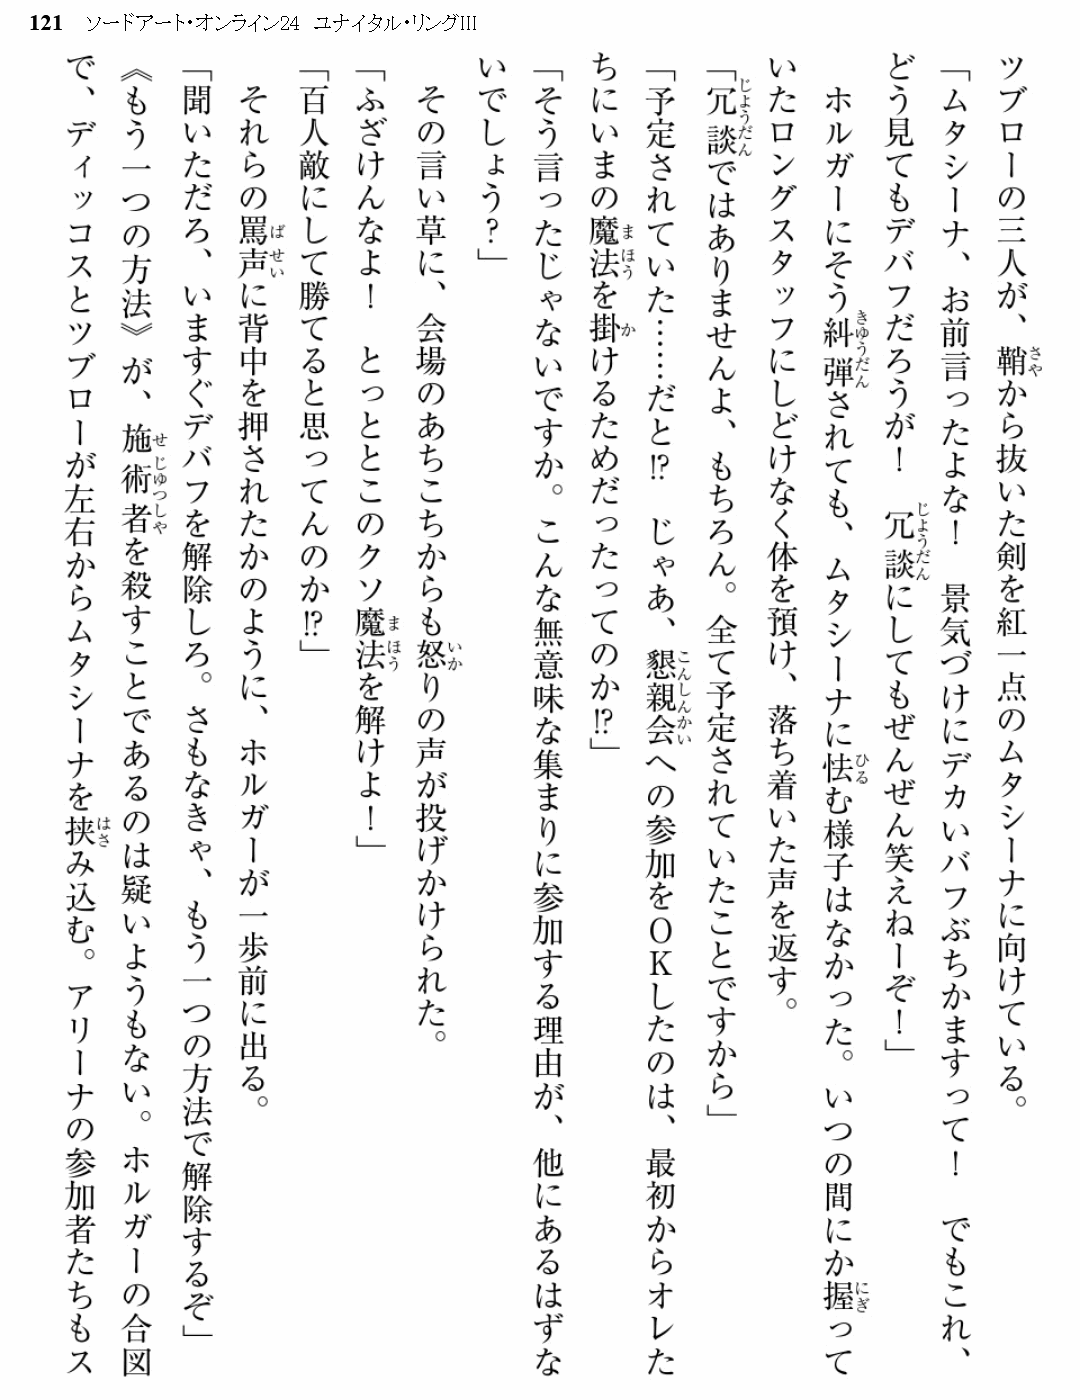 121 ソードアート・オンライン24 ユナイタル・リングIII
ツブローの三人が、鞘から抜いた剣を紅一点のムタシーナに向けている。
「ムタシーナ、お前言ったよな！　景気づけにデカいバフぶちかますって！　でもこれ、
どう見てもデバフだろうが！　冗談にしてもぜんぜん笑えねーぞ！」
　ホルガーにそう糾弾されても、ムタシーナに怯む様子はなかった。いつの間にか握って
いたロングスタッフにしどけなく体を預け、落ち着いた声を返す。
「冗談ではありませんよ、もちろん。全て予定されていたことですから」
「予定されていた……だと!?　じゃあ、懇親会への参加をOKしたのは、最初からオレた
ちにいまの魔法を掛けるためだったってのか!?」
「そう言ったじゃないですか。こんな無意味な集まりに参加する理由が、他にあるはずな
いでしょう？」
　その言い草に、会場のあちこちからも怒りの声が投げかけられた。
「ふざけんなよ！　とっととこのクソ魔法を解けよ！」
「百人敵にして勝てると思ってんのか!?」
　それらの罵声に背中を押されたかのように、ホルガーが一歩前に出る。
「聞いただろ、いますぐデバフを解除しろ。さもなきゃ、もう一つの方法で解除するぞ」
《もう一つの方法》が、施術者を殺すことであるのは疑いようもない。ホルガーの合図
で、ディッコスとツブローが左右からムタシーナを挟み込む。アリーナの参加者たちもス